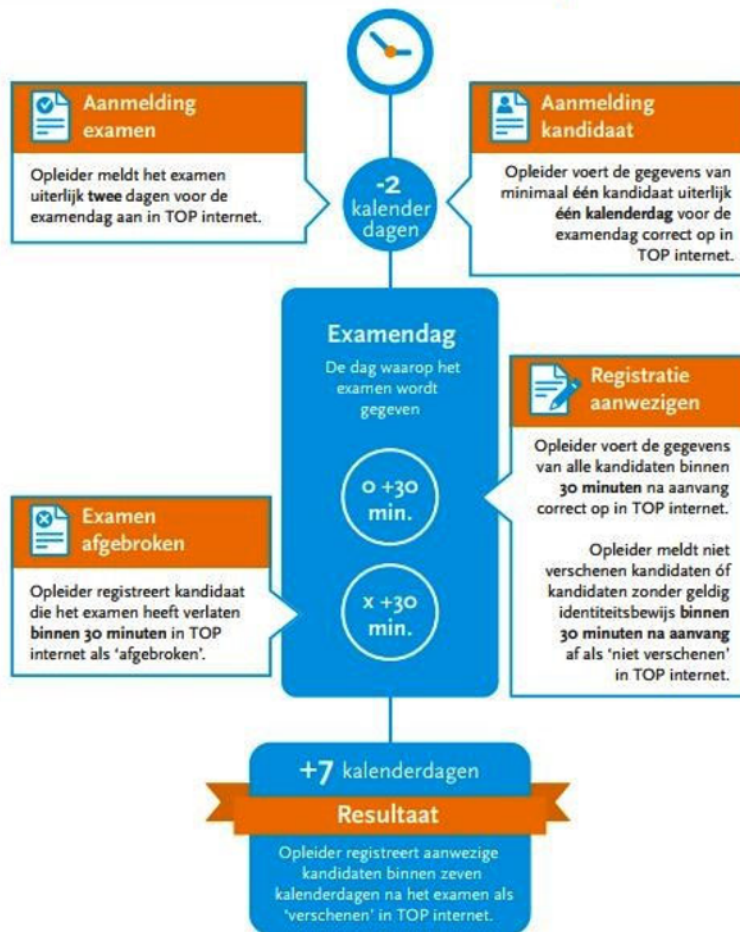 Aanmelding
examen
Opleider meldt het examen
uiterlijk twee dagen voor de
examendag aan in TOP internet.
-2
kalender
dagen
Aanmelding
kandidaat
Opleider voert de gegevens van
minimaal één kandidaat uiterlijk
één kalenderdag voor de
examendag correct op in
TOP internet.
Examendag
De dag waarop het
examen wordt
gegeven
0 +30
min.
Registratie
aanwezigen
Opleider voert de gegevens
van alle kandidaten binnen
30 minuten na aanvang
correct op in TOP internet.
Opleider meldt niet
verschenen kandidaten óf
kandidaten zonder geldig
identiteitsbewijs binnen
30 minuten na aanvang
af als ‘niet verschenen’
in TOP internet.
Examen
afgebroken
Opleider registreert kandidaat
die het examen heeft verlaten
binnen 30 minuten in TOP
internet als ‘afgebroken’.
x +30
min.
+7 kalenderdagen
Resultaat
Opleider registreert aanwezige
kandidaten binnen zeven
kalenderdagen na het examen als
‘verschenen’ in TOP internet.